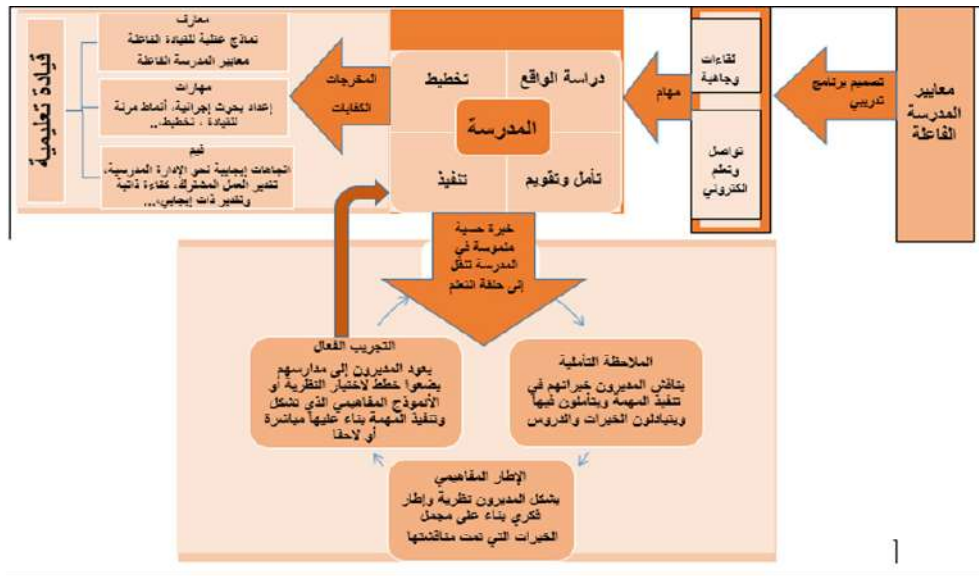 معايير
المدرسة
الفاعلة
تصميم برنامج
تدريبي
لقاءات
وجاهية
تواصل
وتعلم
الكتروني
مهام
دراسة الواقع
تخطيط
المدرسة
تأمل وتقويم
تنفيذ
المخرجات
الكفايات
معارف
نماذج عقلية للقيادة الفاعلة
معايير المدرسة الفاعلة
مهارات
إعداد بحوث إجرائية، أنماط مرنة
للقيادة ، تخطيط،..
قيم
اتجاهات إيجابية نحو الإدارة المدرسية،
تقدير العمل المشترك، كفاءة ذاتية
وتقدير ذات إيجابي،...
قيادة تعليمية
خبرة حسية
ملموسة في
المدرسة تنقل
إلى حلقة التعلم
الملاحظة التأملية
يناقش المديرون خبراتهم في
تنفيذ المهمة ويتأملون فيها
ويتبادلون الخبرات والدروس
الإطار المفاهيمي
يشكل المديرون نظرية وإطار
فكري بناء على مجمل
الخبرات التي تمت مناقشتها
التجريب الفعال
يعود المديرون إلى مدارسهم
يضعوا خطط لاختبار النظرية أو
الأنموذج المفاهيمي الذي تشكل
وتنفيذ المهمة بناء عليها مباشرة
أو لاحقا